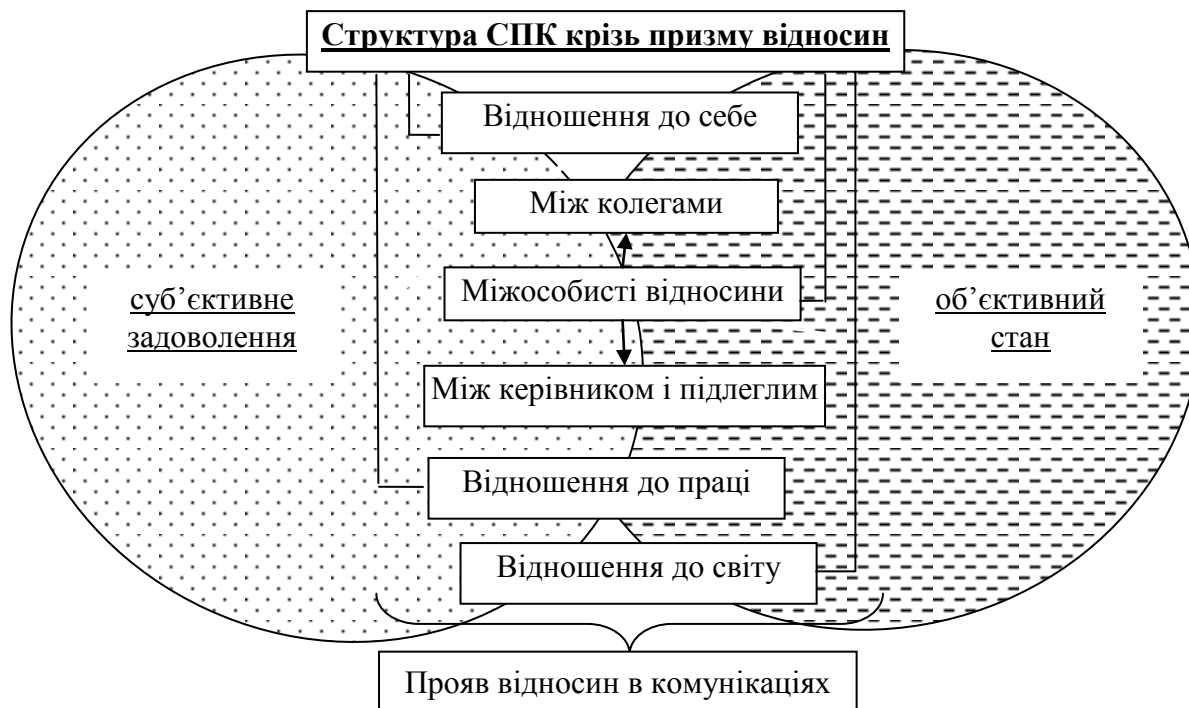 Структура СПК крізь призму відносин
Відношення до себе
Між колегами
Міжособисті відносини
суб’єктивне
задоволення
об’єктивний
стан
Між керівником і підлеглим
Відношення до праці
Відношення до світу
Прояв відносин в комунікаціях